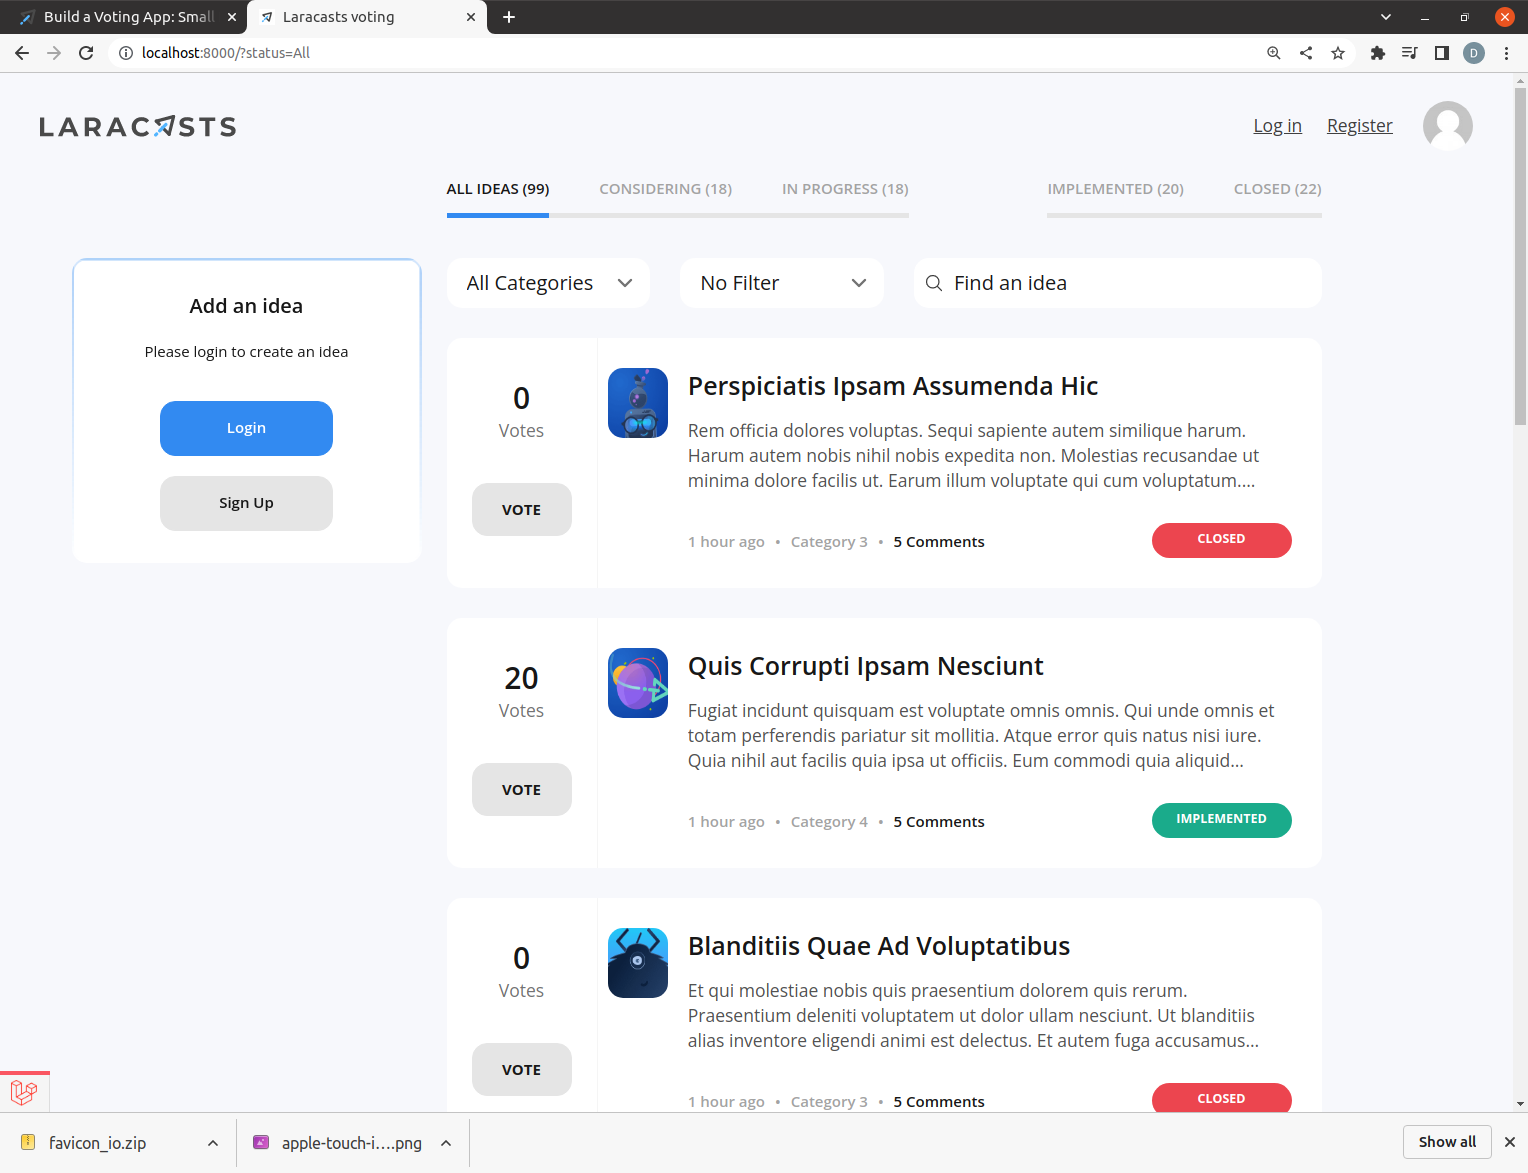 Build a Voting App: Small
Laracasts voting
localhost:8000/?status=All
D
LARACASTS
Log in
Register
ALL IDEAS (99)
CONSIDERING (18)
IN PROGRESS (18)
IMPLEMENTED (20)
CLOSED (22)
Add an idea
Please login to create an idea
Login
Sign Up
All Categories
No Filter
Find an idea
0
Votes
VOTE
Perspiciatis Ipsam Assumenda Hic
Rem officia dolores voluptas. Sequi sapiente autem similique harum.
Harum autem nobis nihil nobis expedita non. Molestias recusandae ut
minima dolore facilis ut. Earum illum voluptate qui cum voluptatum....
1 hour ago • Category 3 • 5 Comments
CLOSED
20
Votes
VOTE
Quis Corrupti Ipsam Nesciunt
Fugiat incidunt quisquam est voluptate omnis omnis. Qui unde omnis et
totam perferendis pariatur sit mollitia. Atque error quis natus nisi iure.
Quia nihil aut facilis quia ipsa ut officiis. Eum commodi quia aliquid...
1 hour ago • Category 4 • 5 Comments
IMPLEMENTED
0
Votes
VOTE
Blanditiis Quae Ad Voluptatibus
Et qui molestiae nobis quis praesentium dolorem quis rerum.
Praesentium deleniti voluptatem ut dolor ullam nesciunt. Ut blanditiis
alias inventore eligendi animi est delectus. Et autem fuga accusamus...
1 hour ago • Category 3 • 5 Comments
CLOSED
favicon_io.zip
apple-touch-i....png
Show all